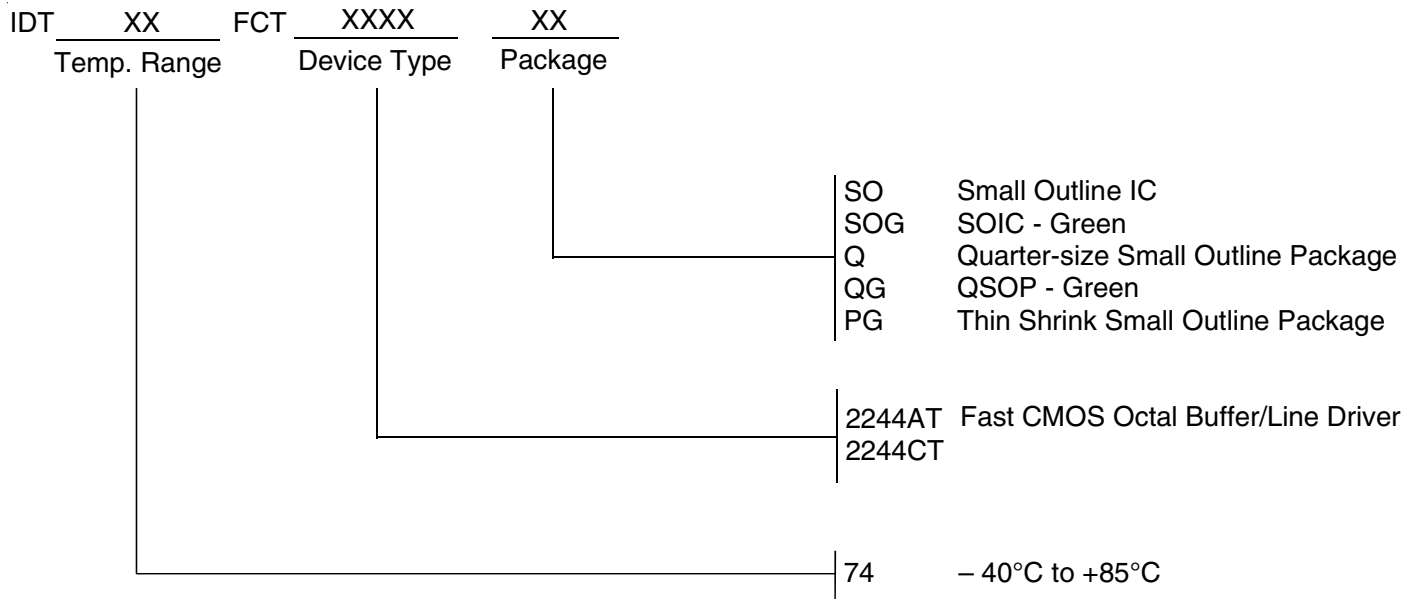 IDT XX FCT XXXX XX
Temp. Range Device Type Package
SO Small Outline IC
SOG SOIC - Green
Q Quarter-size Small Outline Package
QG QSOP - Green
PG Thin Shrink Small Outline Package
2244AT Fast CMOS Octal Buffer/Line Driver
2244CT
74 – 40°C to +85°C